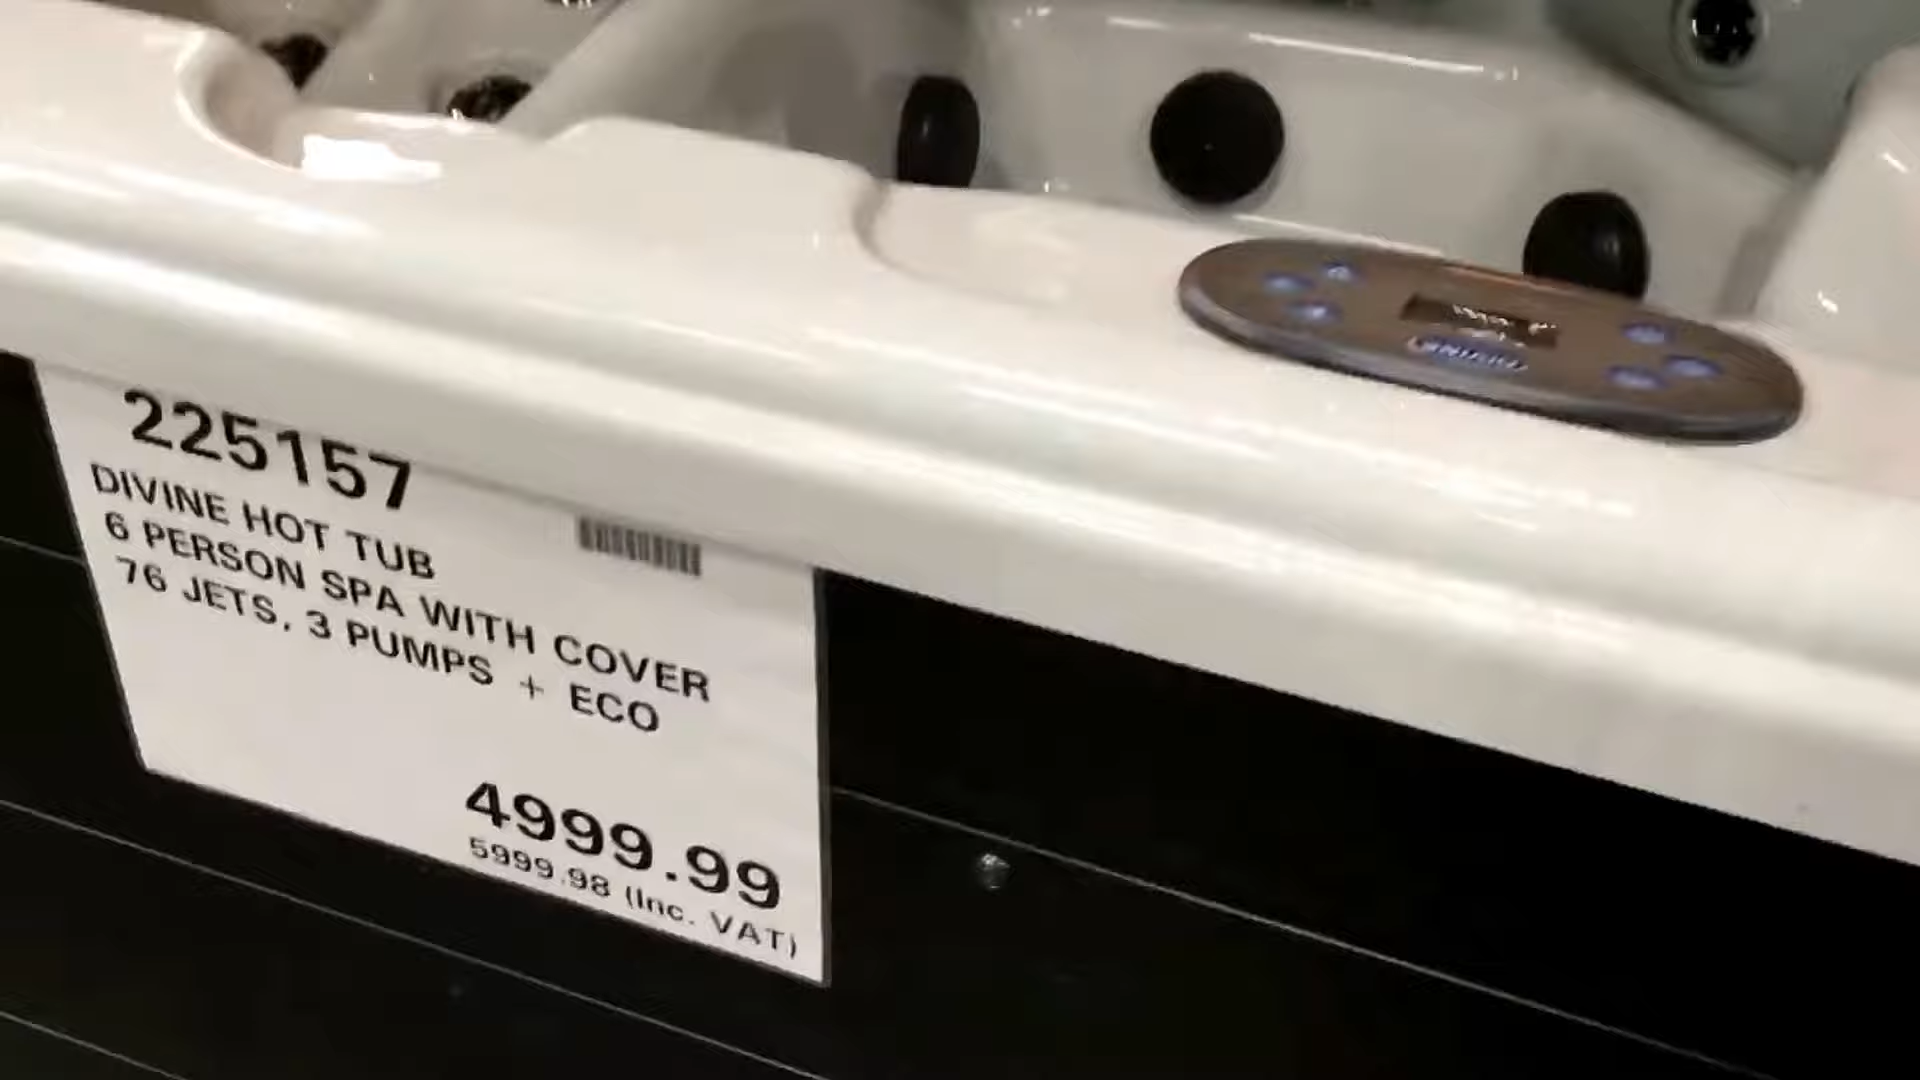 225157
DIVINE HOT TUB
6 PERSON SPA WITH COVER
76 JETS, 3 PUMPS + ECO
4999.99
5999.98 (Inc. VAT)